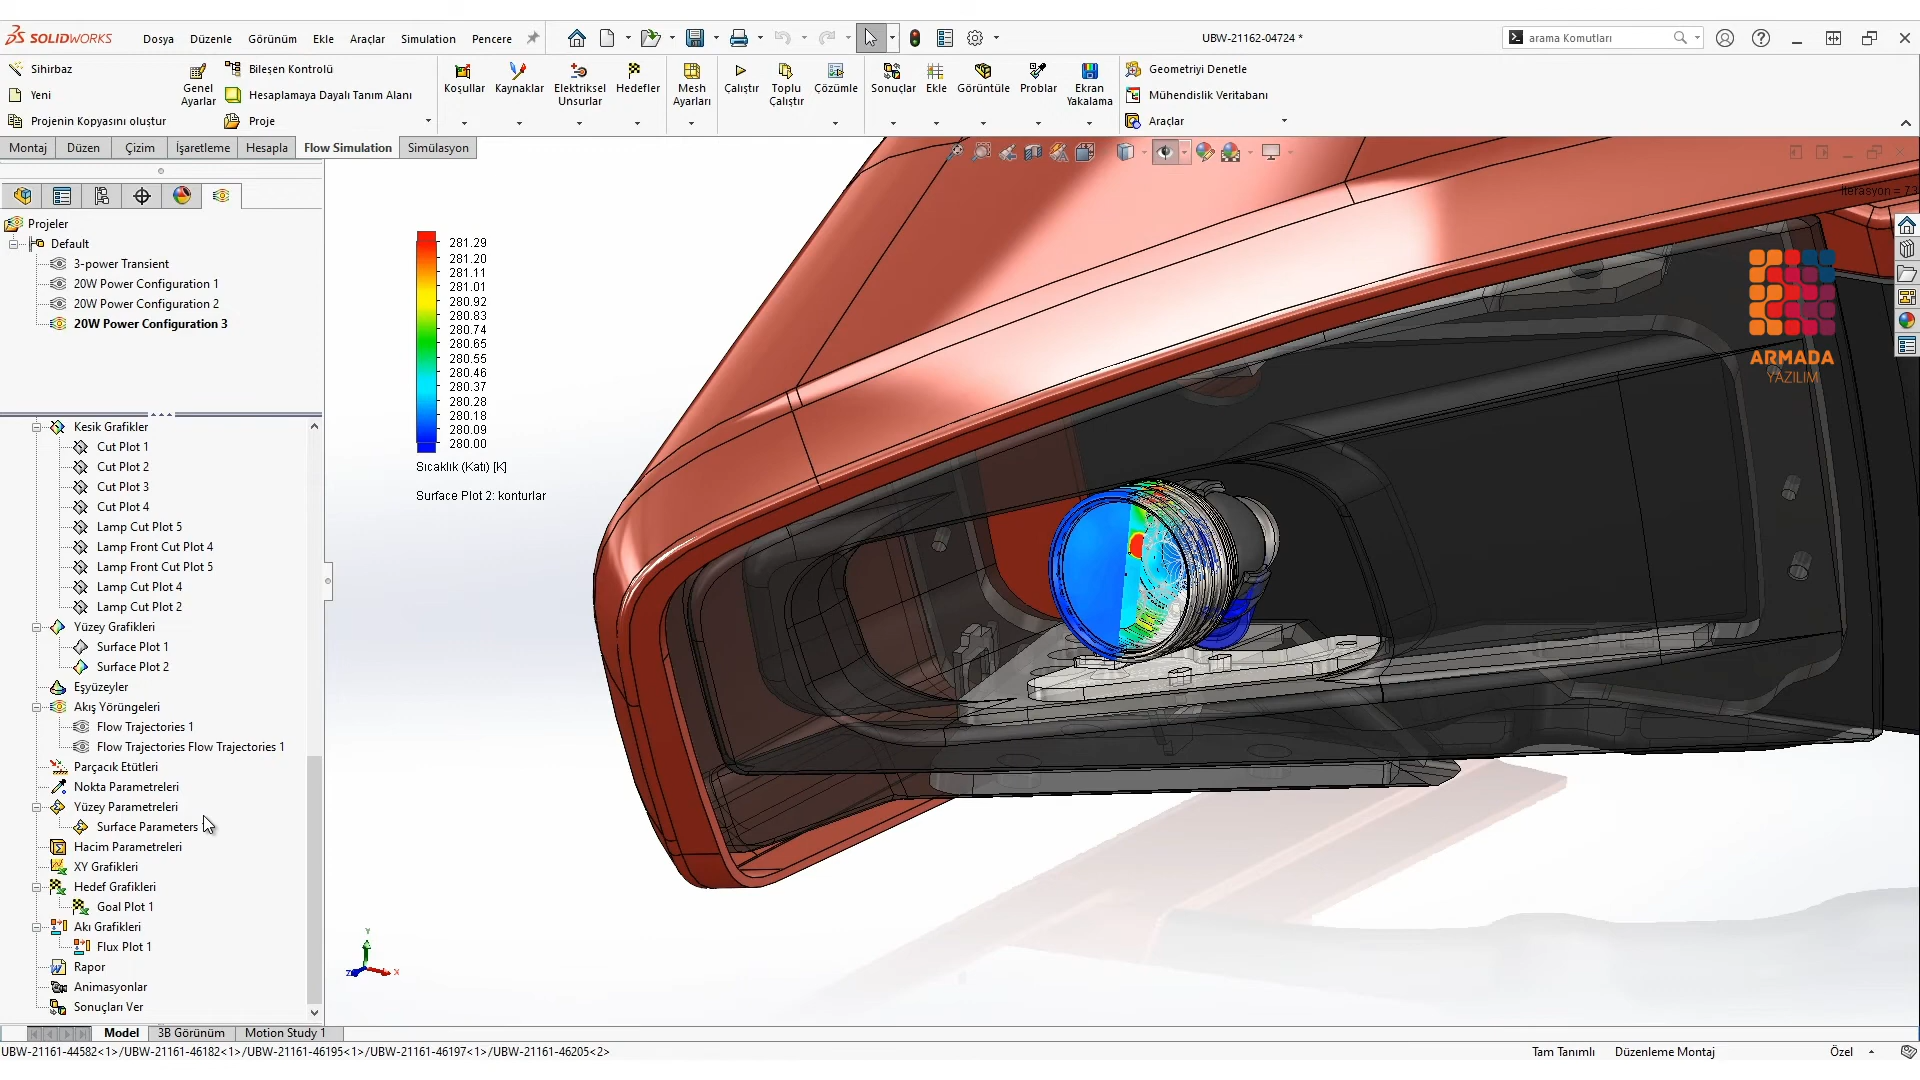 SOLIDWORKS
Dosya Düzenle Görünüm Ekle Araçlar Simulation Pencere
UBW-21162-04724 *
arama Komutları
Sihirbaz
Yeni
Projenin Kopyasını oluştur
Genel Ayarlar
Bileşen Kontrolü
Hesaplamaya Dayalı Tanım Alanı
Proje
Koşullar
Kaynaklar
Elektriksel Unsurlar
Hedefler
Mesh Ayarları
Çalıştır
Toplu Çalıştır
Çözümle
Sonuçlar
Ekle
Görüntüle
Problar
Ekran Yakalama
Geometriyi Denetle
Mühendislik Veritabanı
Araçlar
Montaj Düzen Çizim İşaretleme Hesapla Flow Simulation Simülasyon
İterasyon = 73
Projeler
Default
3-power Transient
20W Power Configuration 1
20W Power Configuration 2
20W Power Configuration 3
Kesik Grafikler
Cut Plot 1
Cut Plot 2
Cut Plot 3
Cut Plot 4
Lamp Cut Plot 5
Lamp Front Cut Plot 4
Lamp Front Cut Plot 5
Lamp Cut Plot 4
Lamp Cut Plot 2
Yüzey Grafikleri
Surface Plot 1
Surface Plot 2
Eşyüzeyler
Akış Yörüngeleri
Flow Trajectories 1
Flow Trajectories Flow Trajectories 1
Parçacık Etütleri
Nokta Parametreleri
Yüzey Parametreleri
Surface Parameters
Hacim Parametreleri
XY Grafikleri
Hedef Grafikleri
Goal Plot 1
Akı Grafikleri
Flux Plot 1
Rapor
Animasyonlar
Sonuçları Ver
281.29
281.20
281.11
281.01
280.92
280.83
280.74
280.65
280.55
280.46
280.37
280.28
280.18
280.09
280.00
Sıcaklık (Katı) [K]
Surface Plot 2: konturlar
ARMADA
YAZILIM
Y
Z
X
Model 3B Görünüm Motion Study 1
UBW-21161-44582<1>/UBW-21161-46182<1>/UBW-21161-46195<1>/UBW-21161-46197<1>/UBW-21161-46205<2>
Tam Tanımlı Düzenleme Montaj Özel